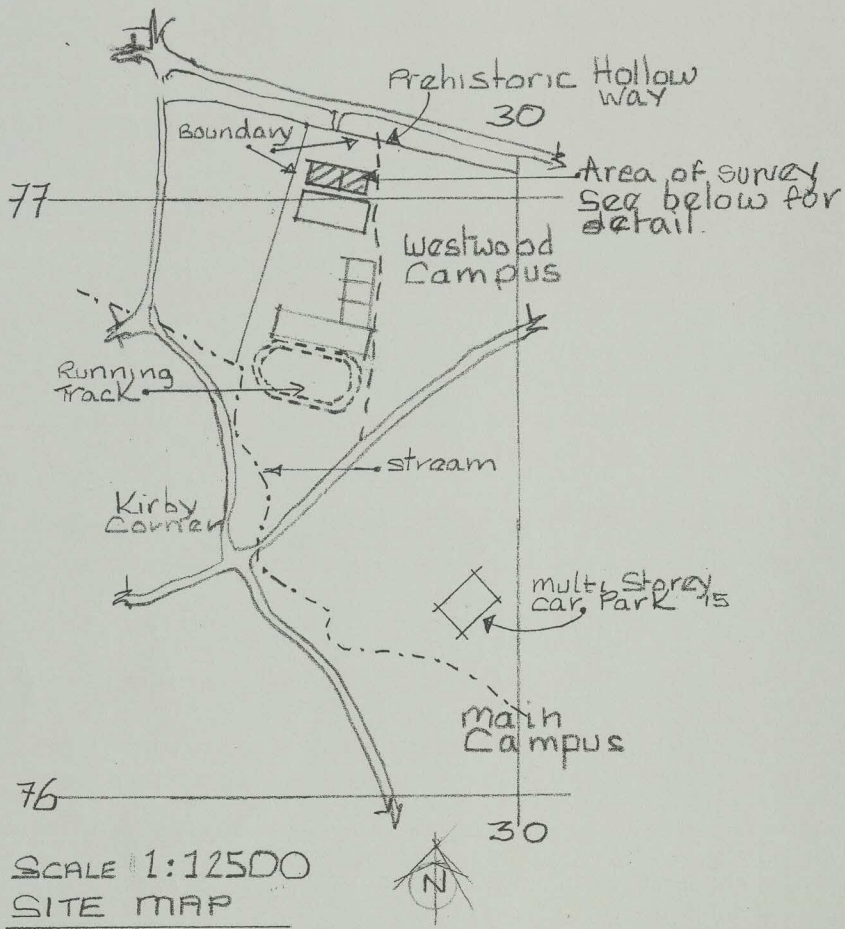 Prehistoric Hollow
Way
30
Boundary
Area of survey
See below for
detail.
77
Westwood
Campus
Running
Track
stream
Kirby
Corner
Multi Storey
car Park 15
Main
Campus
76
30
SCALE 1:12500
N
SITE MAP